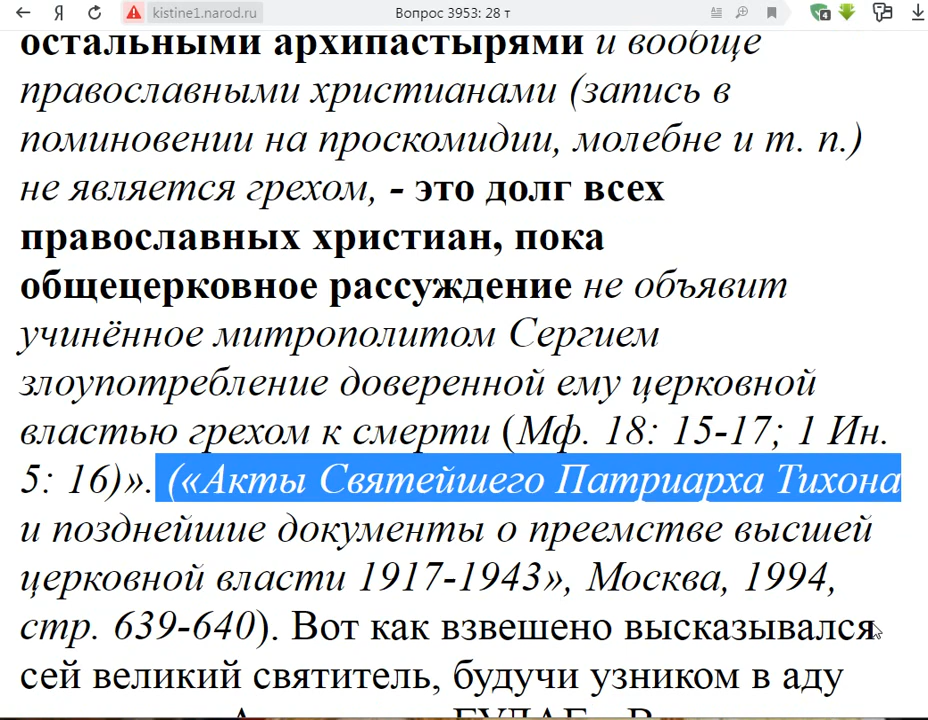 Я kistine1.narod.ru Вопрос 3953: 28 т 4
остальными архипастырями и вообще
православными христианами (запись в
поминовении на проскомидии, молебне и т. п.)
не является грехом, - это долг всех
православных христиан, пока
общецерковное рассуждение не объявит
учинённое митрополитом Сергием
злоупотребление доверенной ему церковной
властью грехом к смерти (Мф. 18: 15-17; 1 Ин.
5: 16)». («Акты Святейшего Патриарха Тихона
и позднейшие документы о преемстве высшей
церковной власти 1917-1943», Москва, 1994,
стр. 639-640). Вот как взвешено высказывался
сей великий святитель, будучи узником в аду